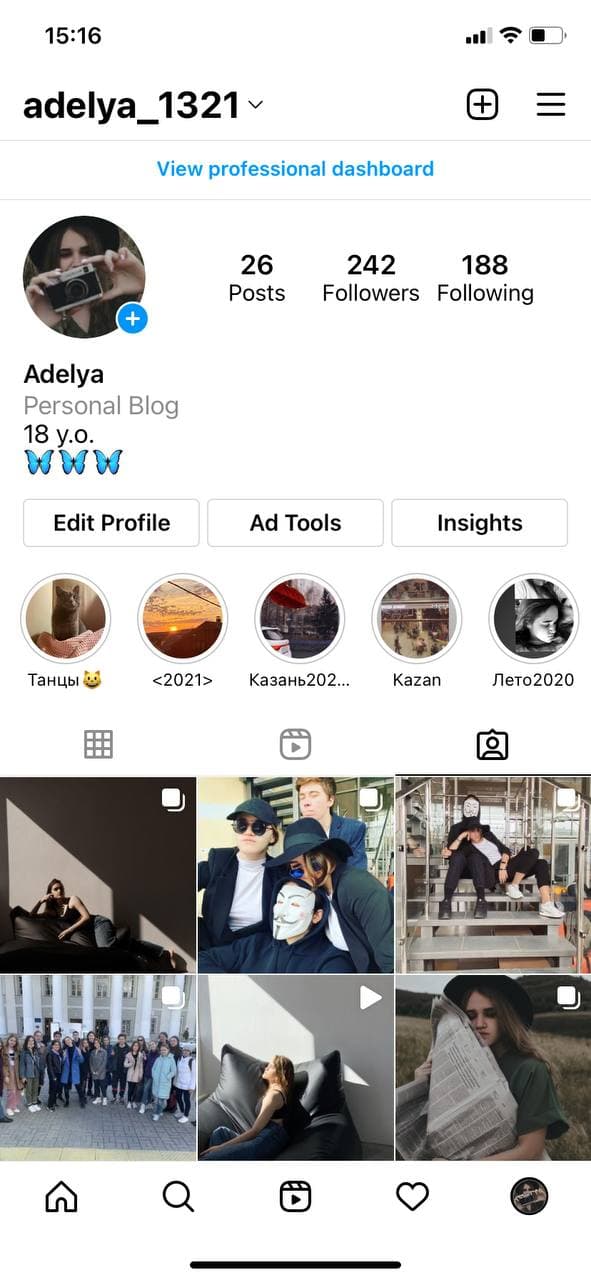 15:16
adelya_1321
View professional dashboard
26 242 188
Posts Followers Following
Adelya
Personal Blog
18 y.o.
🦋🦋🦋
Edit Profile Ad Tools Insights
Танцы😺 <2021> Казань202... Kazan Лето2020